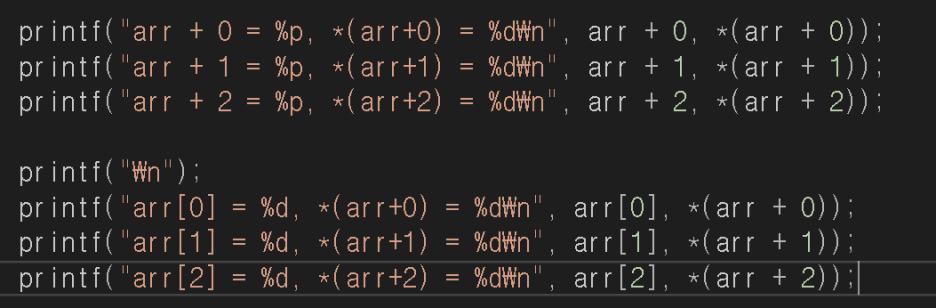 printf("arr + 0 = %p, *(arr+0) = %d₩n", arr + 0, *(arr + 0));
printf("arr + 1 = %p, *(arr+1) = %d₩n", arr + 1, *(arr + 1));
printf("arr + 2 = %p, *(arr+2) = %d₩n", arr + 2, *(arr + 2));
printf("₩n");
printf("arr[0] = %d, *(arr+0) = %d₩n", arr[0], *(arr + 0));
printf("arr[1] = %d, *(arr+1) = %d₩n", arr[1], *(arr + 1));
printf("arr[2] = %d, *(arr+2) = %d₩n", arr[2], *(arr + 2));